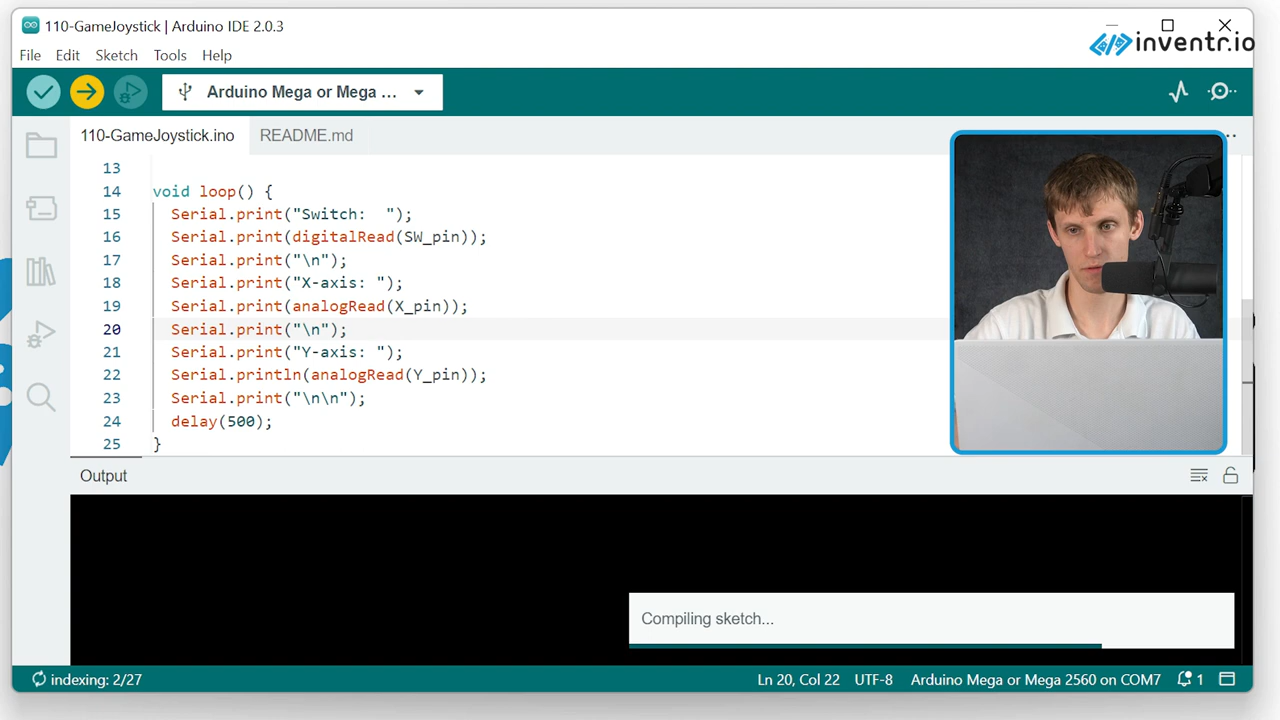 110-GameJoystick | Arduino IDE 2.0.3
inventr.io
File Edit Sketch Tools Help
Arduino Mega or Mega ...
110-GameJoystick.ino README.md
13
14 void loop() {
15 Serial.print("Switch:  ");
16 Serial.print(digitalRead(SW_pin));
17 Serial.print("\n");
18 Serial.print("X-axis: ");
19 Serial.print(analogRead(X_pin));
20 Serial.print("\n");
21 Serial.print("Y-axis: ");
22 Serial.println(analogRead(Y_pin));
23 Serial.print("\n\n");
24 delay(500);
25 }
Output
Compiling sketch...
indexing: 2/27 Ln 20, Col 22 UTF-8 Arduino Mega or Mega 2560 on COM7 1